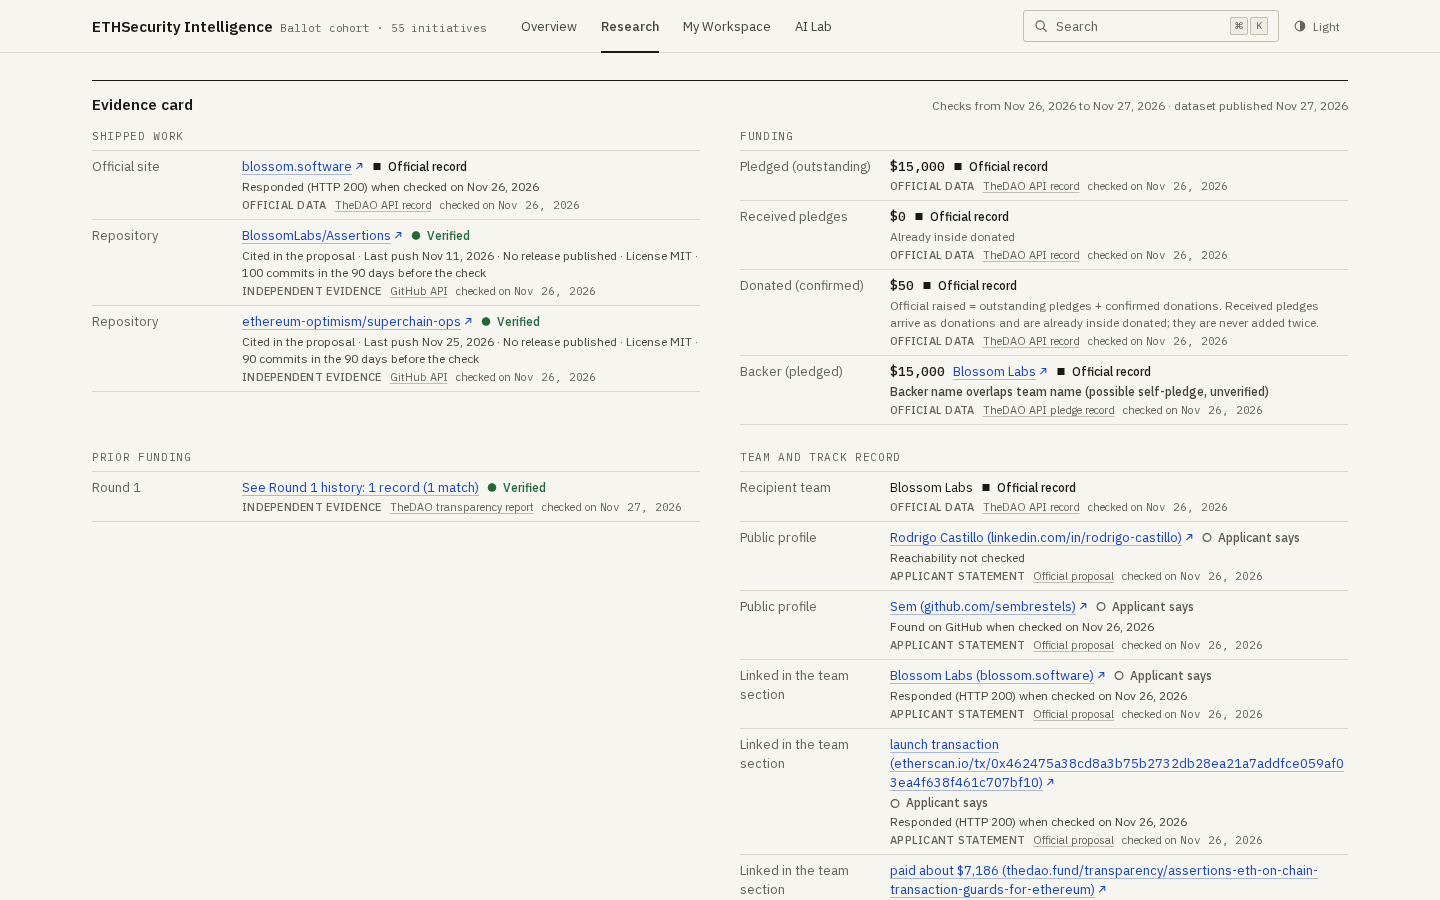 ETHSecurity Intelligence Ballot cohort · 55 initiatives Overview Research My Workspace AI Lab Search ⌘ K Light
Evidence card
Checks from Nov 26, 2026 to Nov 27, 2026 · dataset published Nov 27, 2026
SHIPPED WORK
Official site
blossom.software ↗ ■ Official record
Responded (HTTP 200) when checked on Nov 26, 2026
OFFICIAL DATA TheDAO API record checked on Nov 26, 2026
Repository
BlossomLabs/Assertions ↗ ● Verified
Cited in the proposal · Last push Nov 11, 2026 · No release published · License MIT ·
100 commits in the 90 days before the check
INDEPENDENT EVIDENCE GitHub API checked on Nov 26, 2026
Repository
ethereum-optimism/superchain-ops ↗ ● Verified
Cited in the proposal · Last push Nov 25, 2026 · No release published · License MIT ·
90 commits in the 90 days before the check
INDEPENDENT EVIDENCE GitHub API checked on Nov 26, 2026
FUNDING
Pledged (outstanding)
$15,000 ■ Official record
OFFICIAL DATA TheDAO API record checked on Nov 26, 2026
Received pledges
$0 ■ Official record
Already inside donated
OFFICIAL DATA TheDAO API record checked on Nov 26, 2026
Donated (confirmed)
$50 ■ Official record
Official raised = outstanding pledges + confirmed donations. Received pledges
arrive as donations and are already inside donated; they are never added twice.
OFFICIAL DATA TheDAO API record checked on Nov 26, 2026
Backer (pledged)
$15,000 Blossom Labs ↗ ■ Official record
Backer name overlaps team name (possible self-pledge, unverified)
OFFICIAL DATA TheDAO API pledge record checked on Nov 26, 2026
PRIOR FUNDING
Round 1
See Round 1 history: 1 record (1 match) ● Verified
INDEPENDENT EVIDENCE TheDAO transparency report checked on Nov 27, 2026
TEAM AND TRACK RECORD
Recipient team
Blossom Labs ■ Official record
OFFICIAL DATA TheDAO API record checked on Nov 26, 2026
Public profile
Rodrigo Castillo (linkedin.com/in/rodrigo-castillo) ↗ ○ Applicant says
Reachability not checked
APPLICANT STATEMENT Official proposal checked on Nov 26, 2026
Public profile
Sem (github.com/sembrestels) ↗ ○ Applicant says
Found on GitHub when checked on Nov 26, 2026
APPLICANT STATEMENT Official proposal checked on Nov 26, 2026
Linked in the team
section
Blossom Labs (blossom.software) ↗ ○ Applicant says
Responded (HTTP 200) when checked on Nov 26, 2026
APPLICANT STATEMENT Official proposal checked on Nov 26, 2026
Linked in the team
section
launch transaction
(etherscan.io/tx/0x462475a38cd8a3b75b2732db28ea21a7addfce059af0
3ea4f638f461c707bf10) ↗
○ Applicant says
Responded (HTTP 200) when checked on Nov 26, 2026
APPLICANT STATEMENT Official proposal checked on Nov 26, 2026
Linked in the team
section
paid about $7,186 (thedao.fund/transparency/assertions-eth-on-chain-
transaction-guards-for-ethereum) ↗